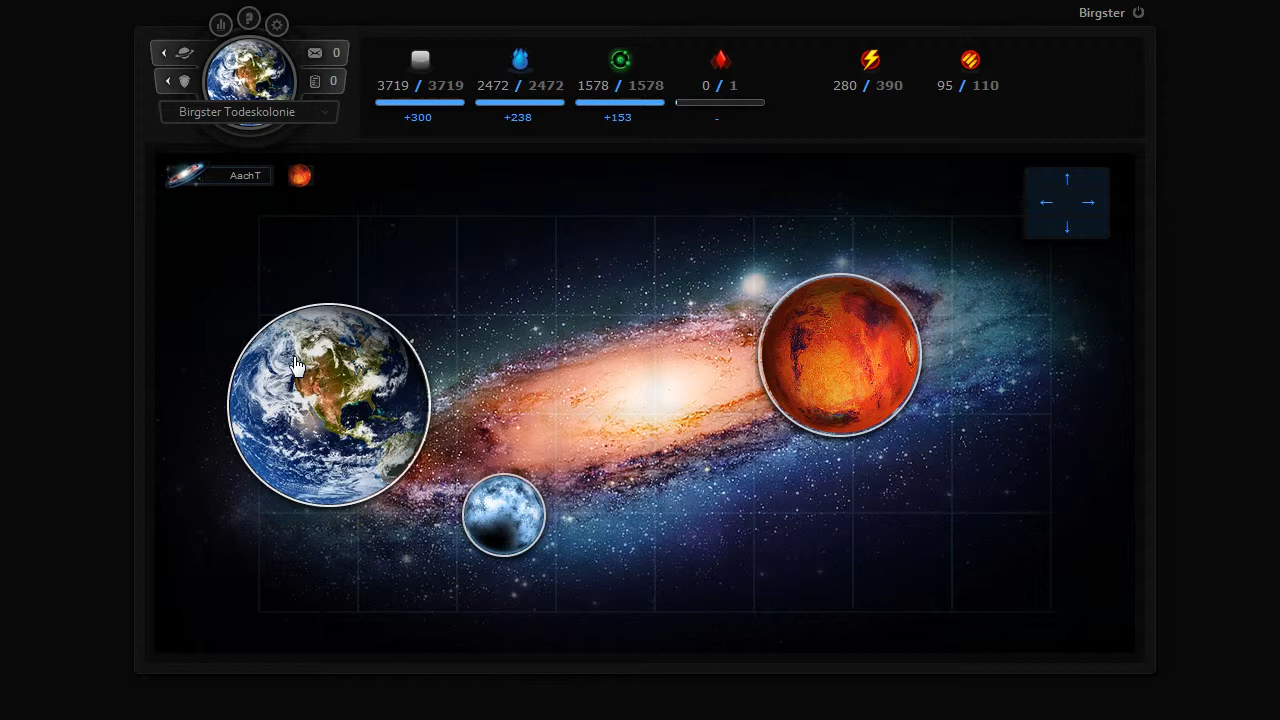 Birgster
0
0
Birgster Todeskolonie
3719 / 3719
2472 / 2472
1578 / 1578
0 / 1
280 / 390
95 / 110
+300
+238
+153
-
AachT